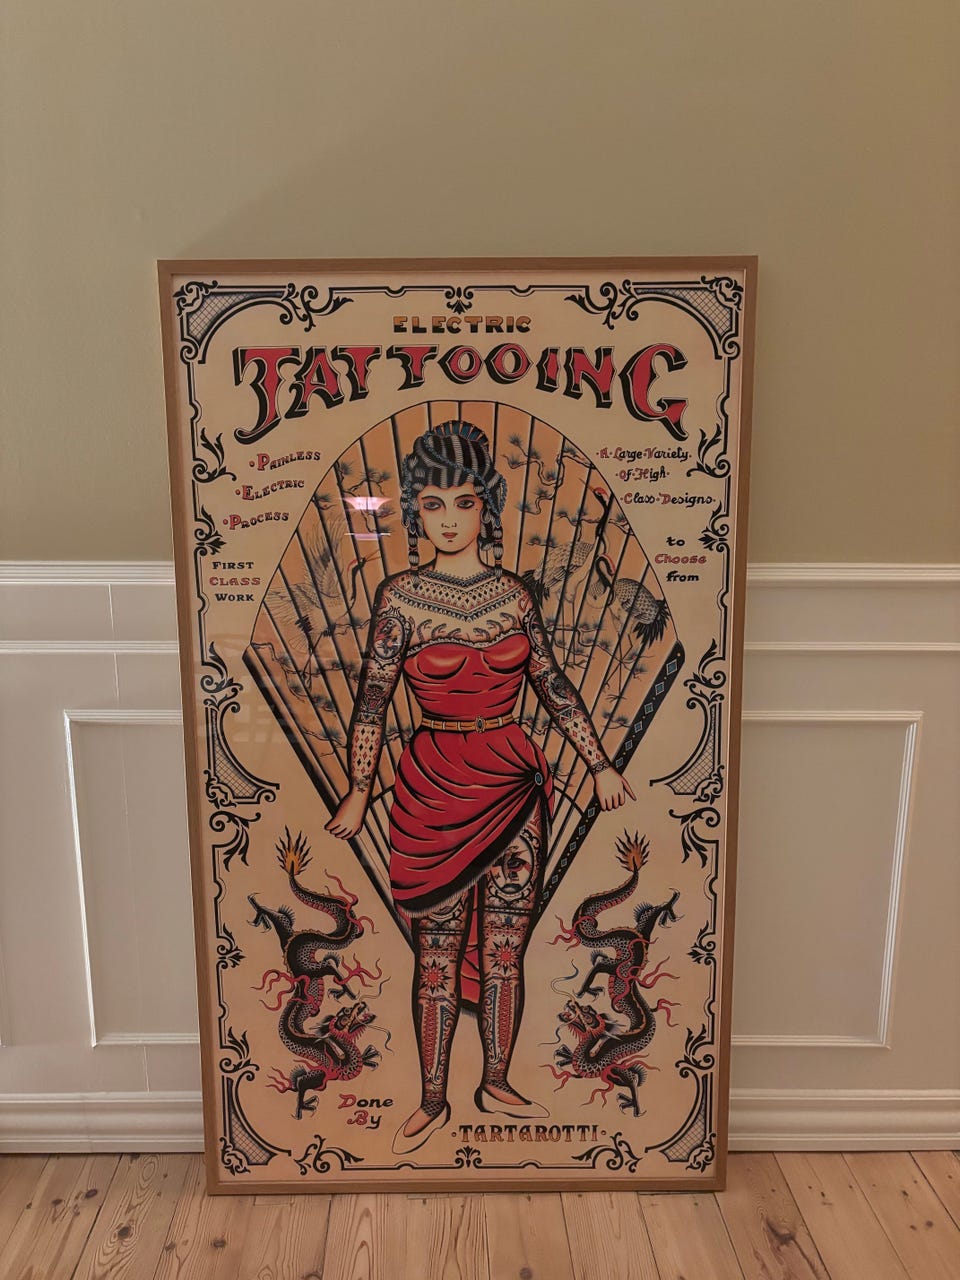 ELECTRIC
TATTOOING
·PAINLESS
·ELECTRIC
·PROCESS
FIRST
CLASS
WORK
·A·Large·Variety·
·Of·High·
·Class·Designs·
to
Choose
from
Done
By
·TARTAROTTI·